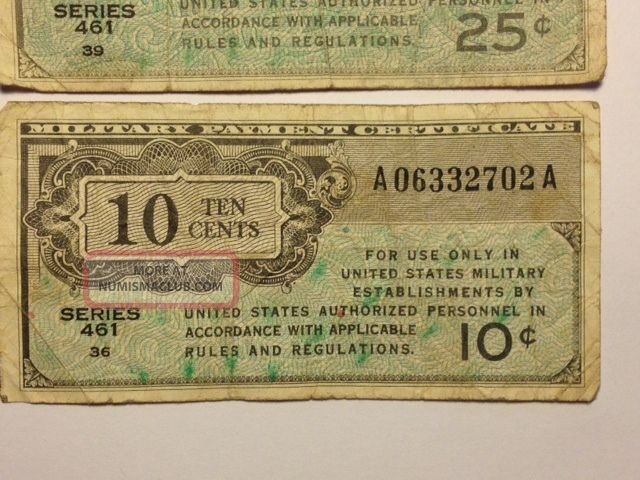 SERIES
461
39
UNITED STATES AUTHORIZED PERSONNEL IN
ACCORDANCE WITH APPLICABLE
RULES AND REGULATIONS.
25¢
MILITARY PAYMENT CERTIFICATE
10 TEN CENTS
A06332702A
MORE AT
NUMISMACLUB.COM
FOR USE ONLY IN
UNITED STATES MILITARY
ESTABLISHMENTS BY
UNITED STATES AUTHORIZED PERSONNEL IN
ACCORDANCE WITH APPLICABLE
RULES AND REGULATIONS.
SERIES
461
36
10¢